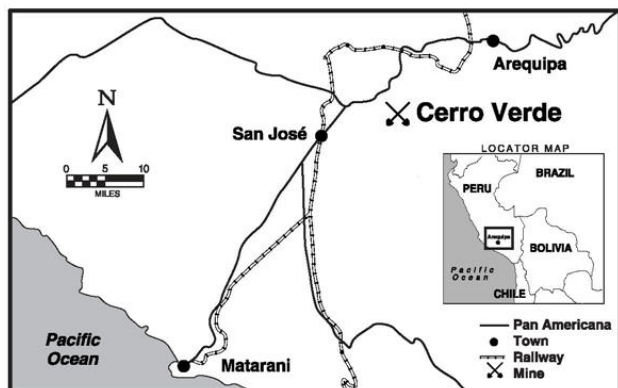 Arequipa
N
Cerro Verde
San José
0 5 10
MILES
LOCATOR MAP
BRAZIL
PERU
Arequipa
BOLIVIA
Pacific
Ocean
CHILE
Pacific
Ocean
Matarani
Pan Americana
Town
Railway
Mine